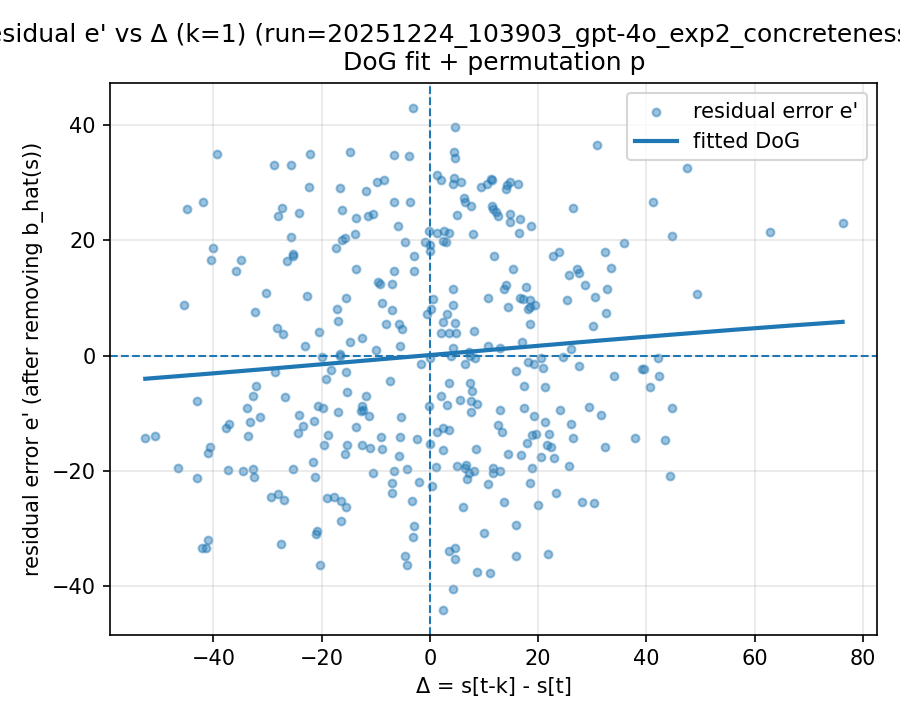 esidual e' vs Δ (k=1) (run=20251224_103903_gpt-4o_exp2_concreteness
DoG fit + permutation p
residual error e'
fitted DoG
residual error e' (after removing b_hat(s))
40
20
0
−20
−40
−40 −20 0 20 40 60 80
Δ = s[t-k] - s[t]